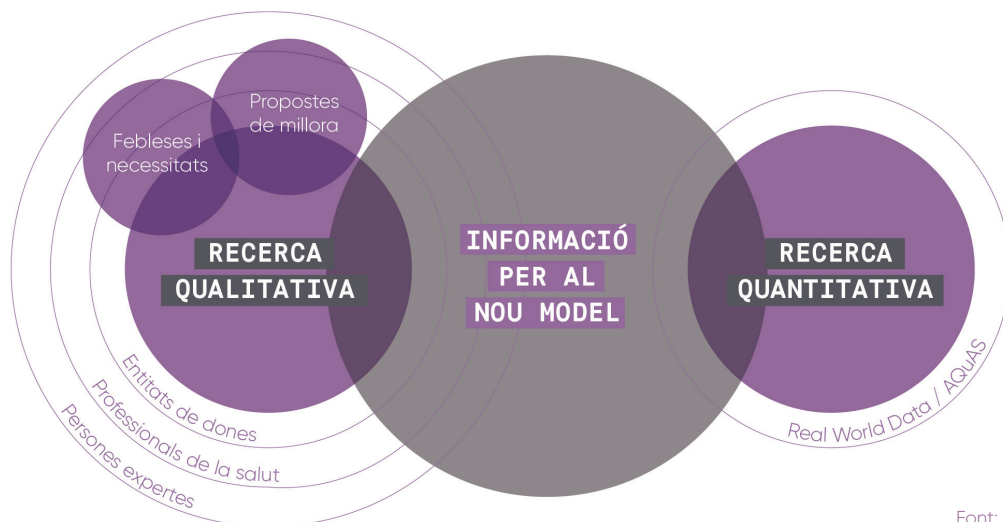 Febleses i
necessitats
Propostes
de millora
RECERCA
QUALITATIVA
Entitats de dones
Professionals de la salut
Persones expertes
INFORMACIÓ
PER AL
NOU MODEL
RECERCA
QUANTITATIVA
Real World Data / AQuAS
Font: